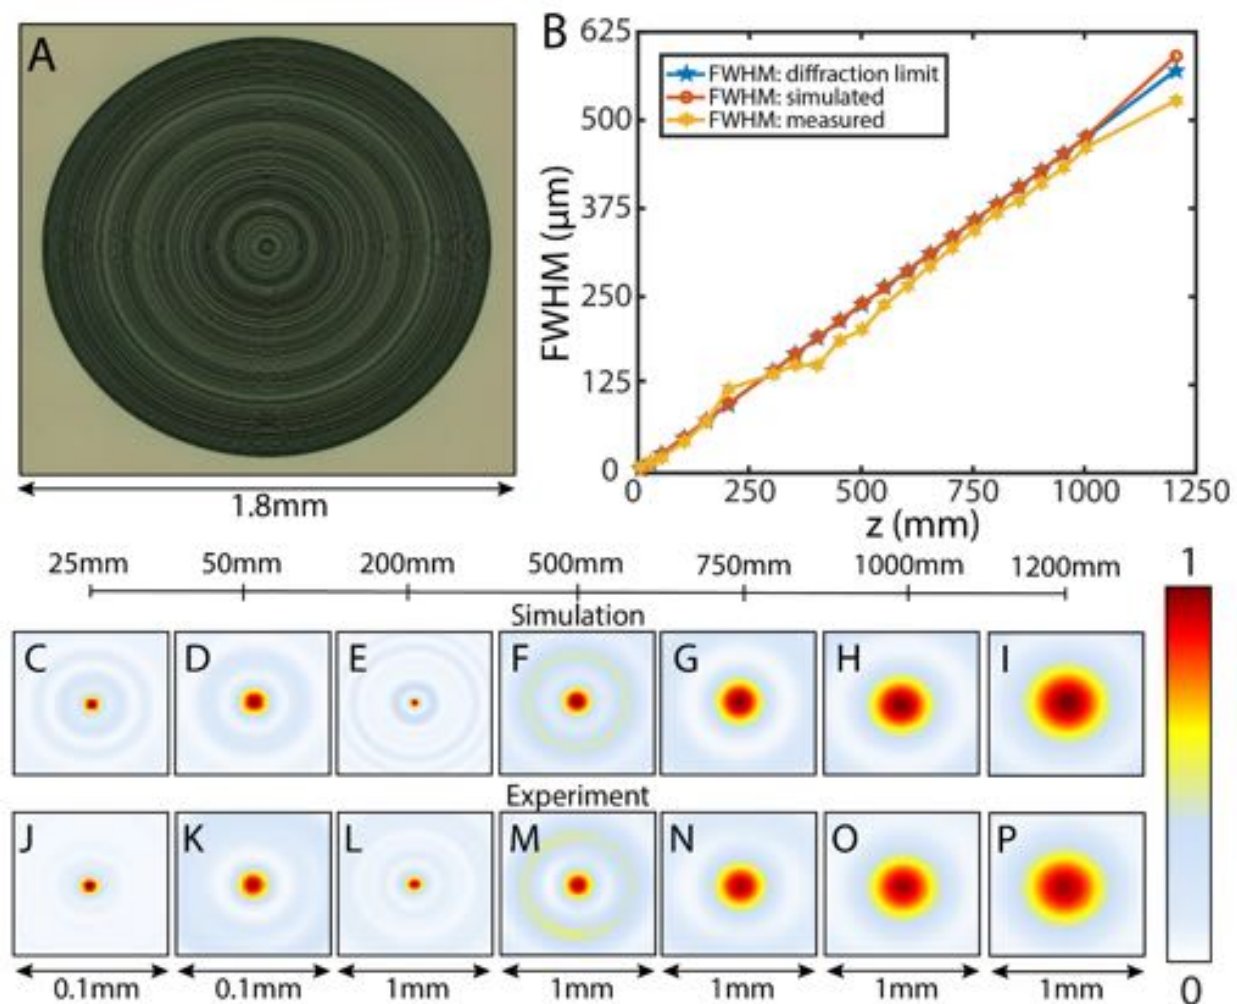 A
1.8mm
B
FWHM (µm)
625
500
375
250
125
0
FWHM: diffraction limit
FWHM: simulated
FWHM: measured
0 250 500 750 1000 1250
z (mm)
25mm 50mm 200mm 500mm 750mm 1000mm 1200mm
Simulation
C D E F G H I
Experiment
J K L M N O P
0.1mm 0.1mm 1mm 1mm 1mm 1mm 1mm
1
0